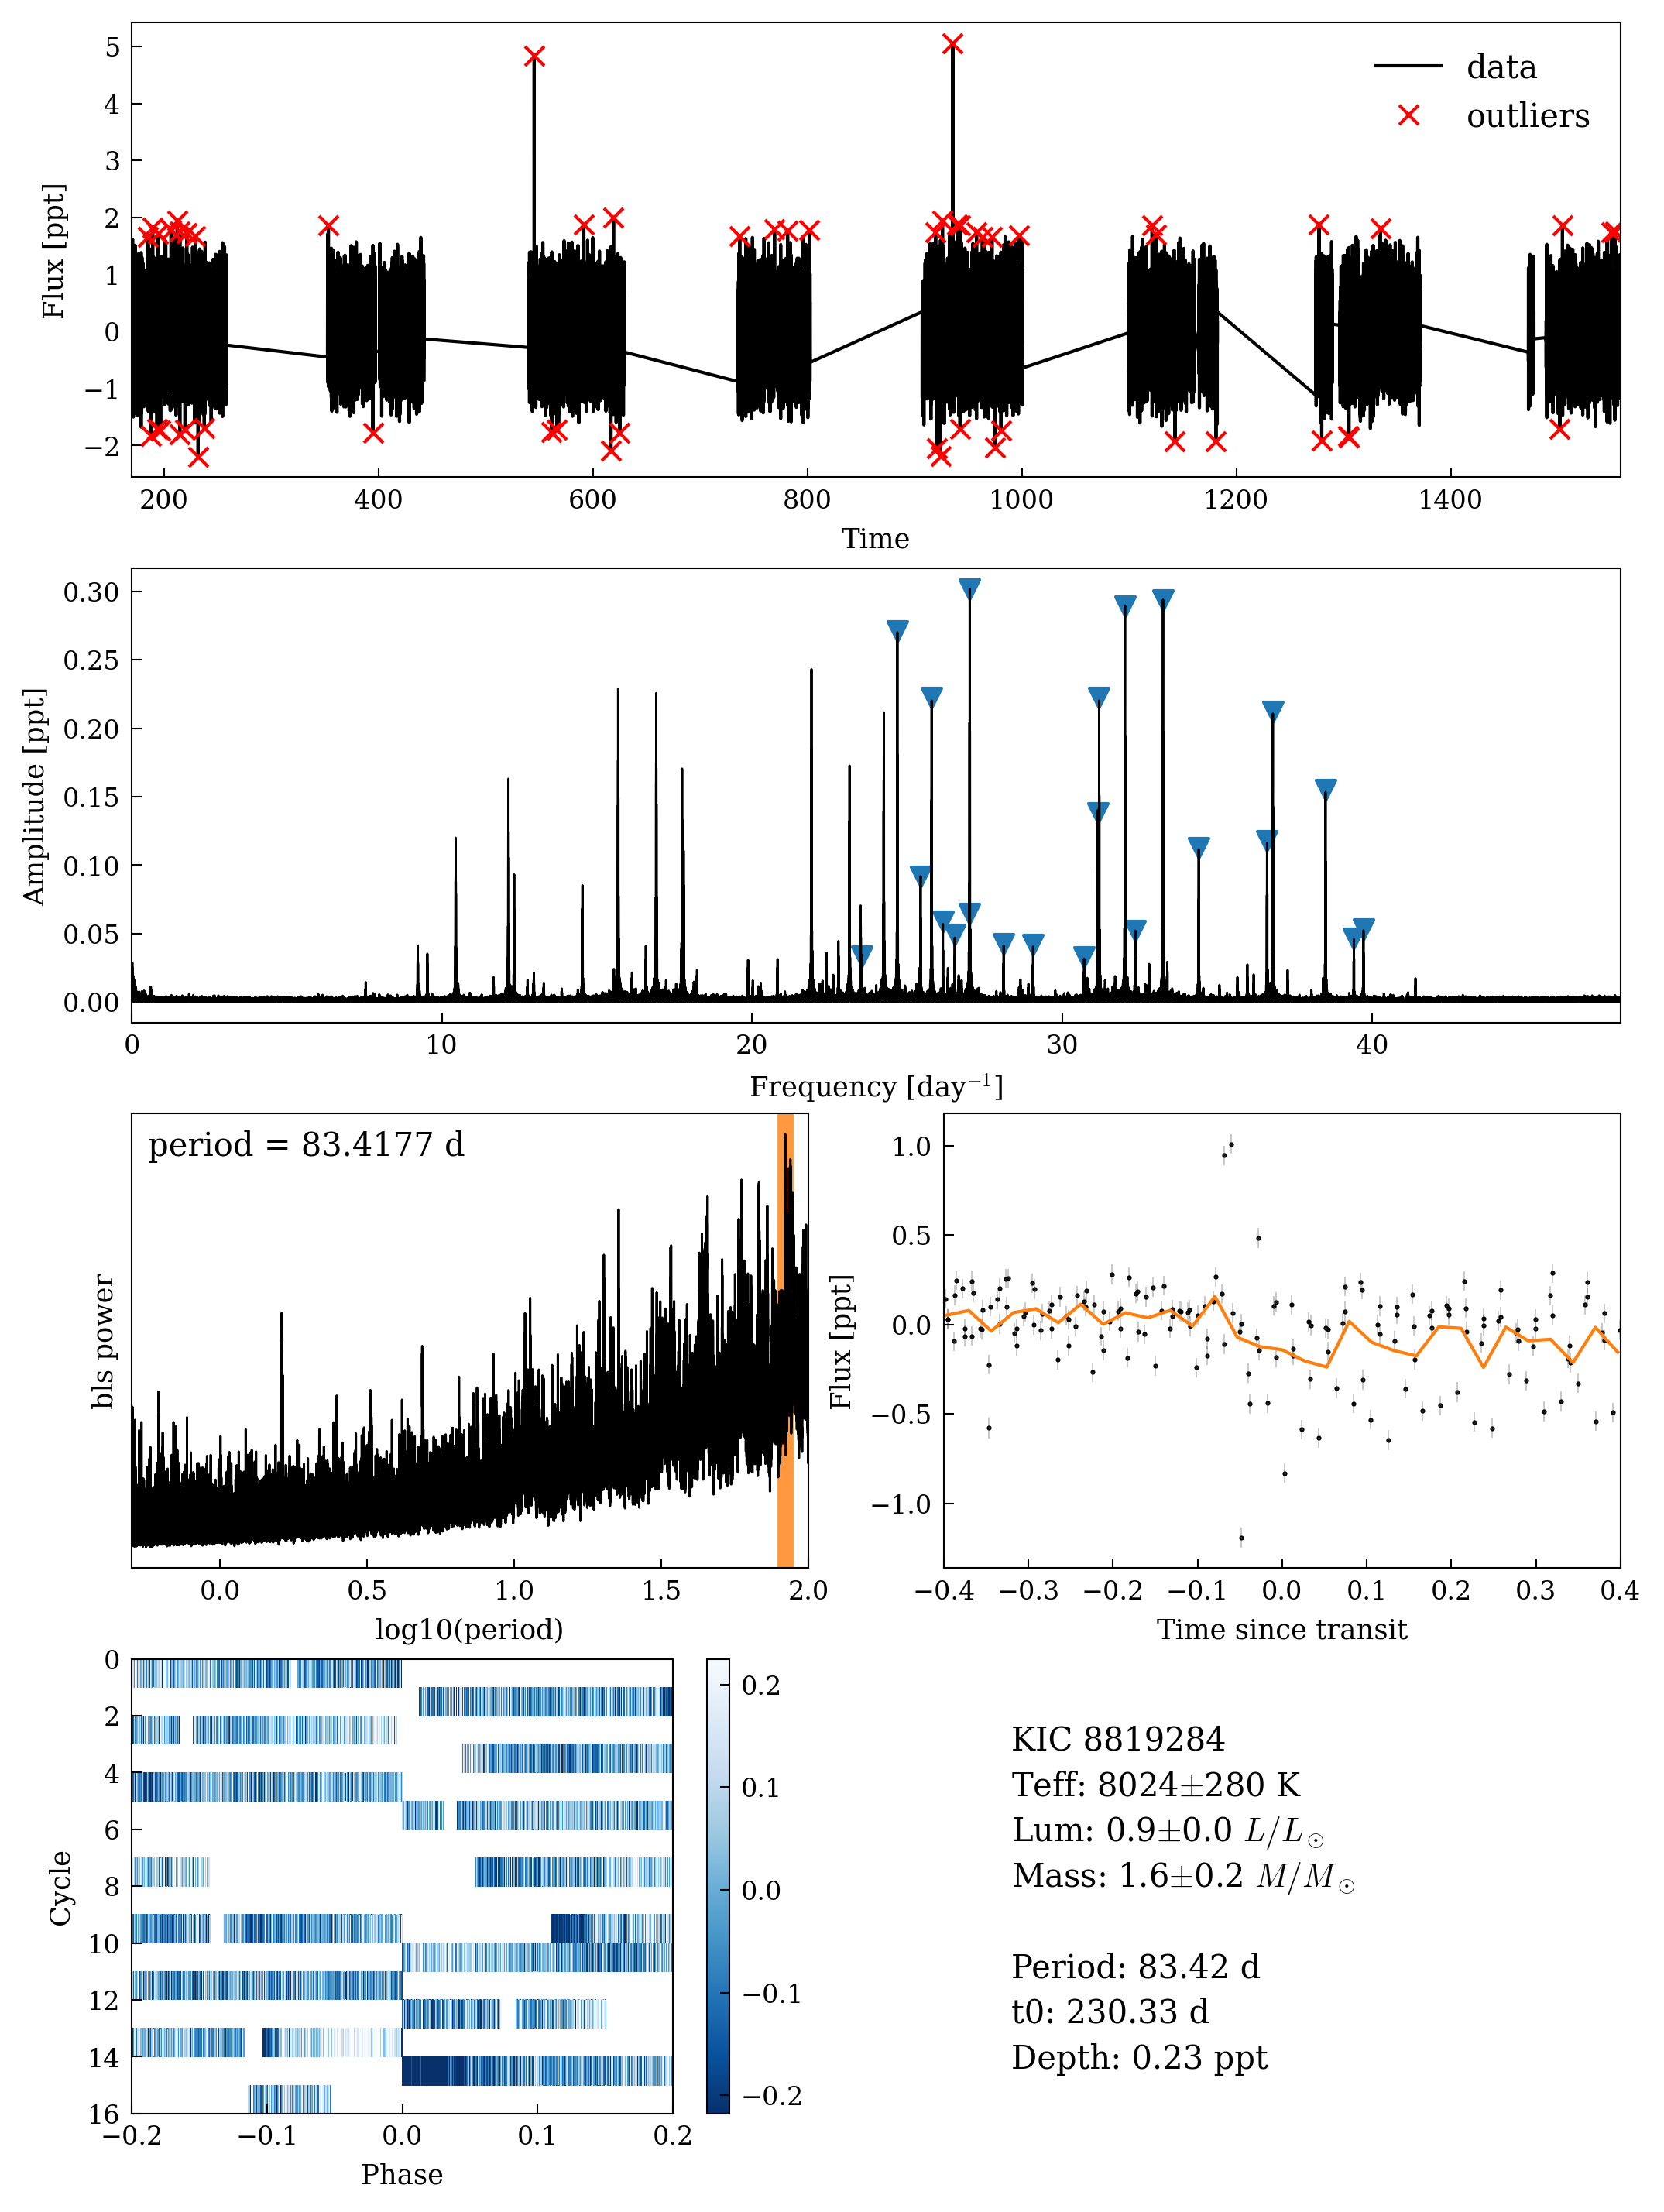 5
4
3
2
1
0
−1
−2
Flux [ppt]
data
outliers
200 400 600 800 1000 1200 1400
Time
0.30
0.25
0.20
0.15
0.10
0.05
0.00
Amplitude [ppt]
0 10 20 30 40
Frequency [day⁻¹]
period = 83.4177 d
bls power
0.0 0.5 1.0 1.5 2.0
log10(period)
1.0
0.5
0.0
−0.5
−1.0
Flux [ppt]
−0.4 −0.3 −0.2 −0.1 0.0 0.1 0.2 0.3 0.4
Time since transit
0
2
4
6
8
10
12
14
16
Cycle
−0.2 −0.1 0.0 0.1 0.2
Phase
0.2
0.1
0.0
−0.1
−0.2
KIC 8819284
Teff: 8024±280 K
Lum: 0.9±0.0 L/L⊙
Mass: 1.6±0.2 M/M⊙
Period: 83.42 d
t0: 230.33 d
Depth: 0.23 ppt